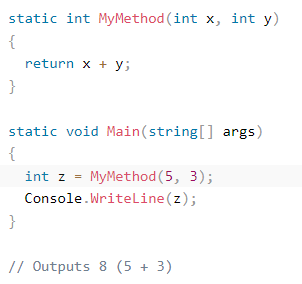 static int MyMethod(int x, int y)
{
  return x + y;
}

static void Main(string[] args)
{
  int z = MyMethod(5, 3);
  Console.WriteLine(z);
}

// Outputs 8 (5 + 3)